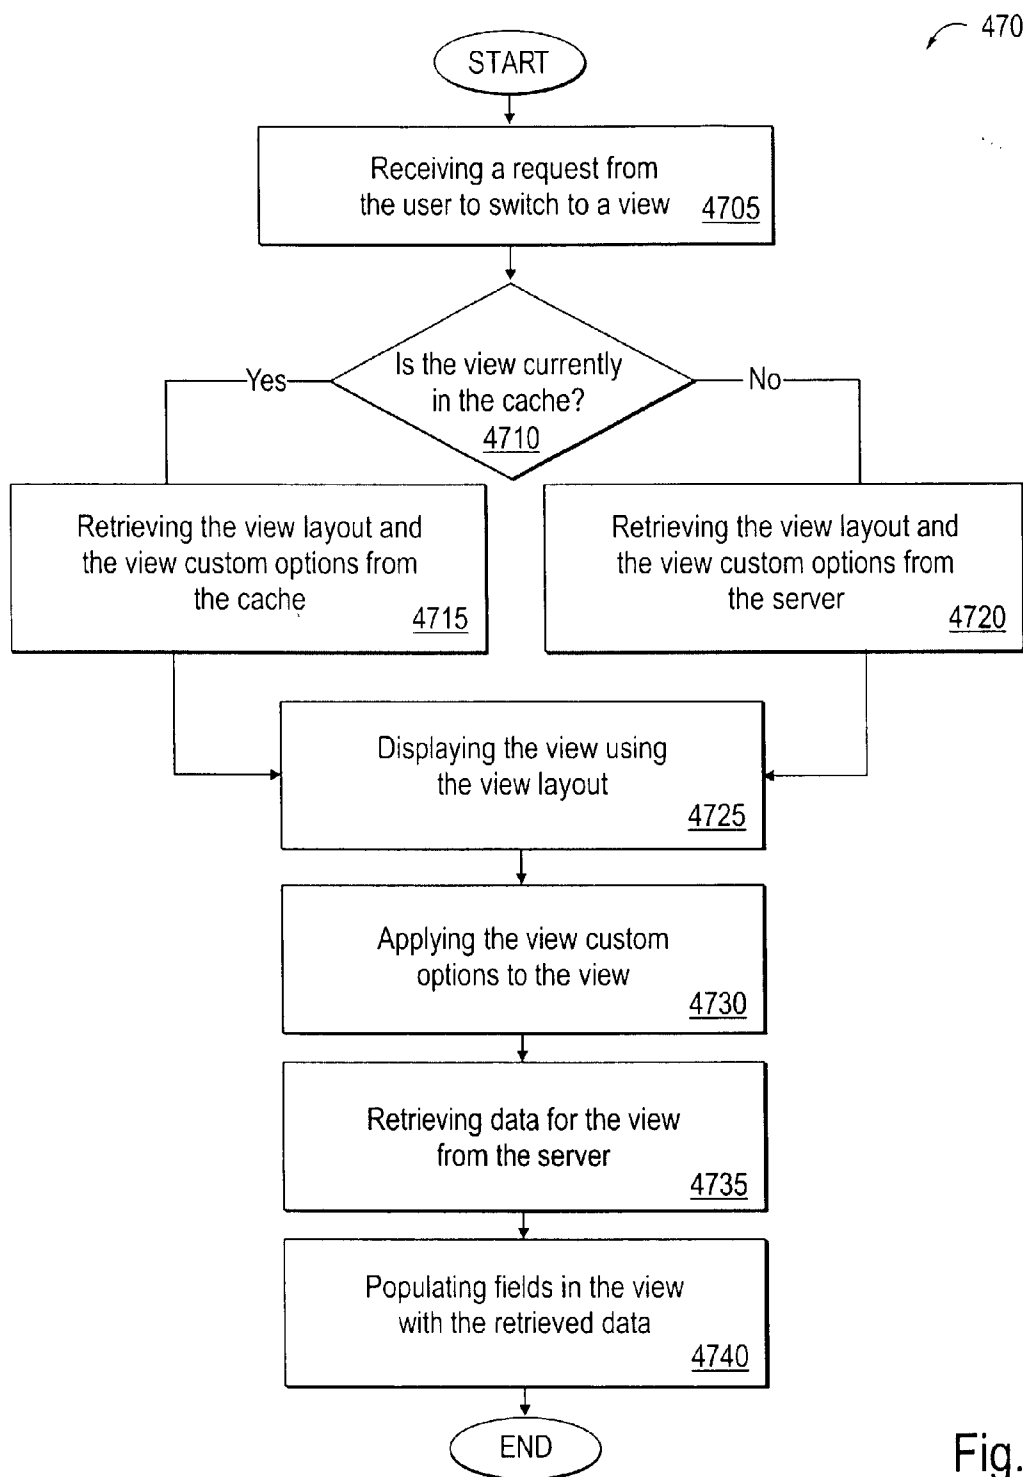 470
START
Receiving a request from
the user to switch to a view 4705
Is the view currently
in the cache?
4710
Yes
No
Retrieving the view layout and
the view custom options from
the cache
4715
Retrieving the view layout and
the view custom options from
the server
4720
Displaying the view using
the view layout
4725
Applying the view custom
options to the view
4730
Retrieving data for the view
from the server
4735
Populating fields in the view
with the retrieved data
4740
END
Fig.